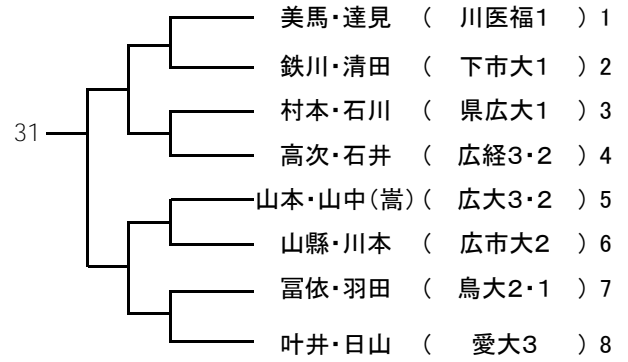 美馬・達見 ( 川医福1 ) 1
鉄川・清田 ( 下市大1 ) 2
村本・石川 ( 県広大1 ) 3
31
高次・石井 ( 広経3・2 ) 4
山本・山中(嵩) ( 広大3・2 ) 5
山縣・川本 ( 広市大2 ) 6
冨依・羽田 ( 鳥大2・1 ) 7
叶井・日山 ( 愛大3 ) 8